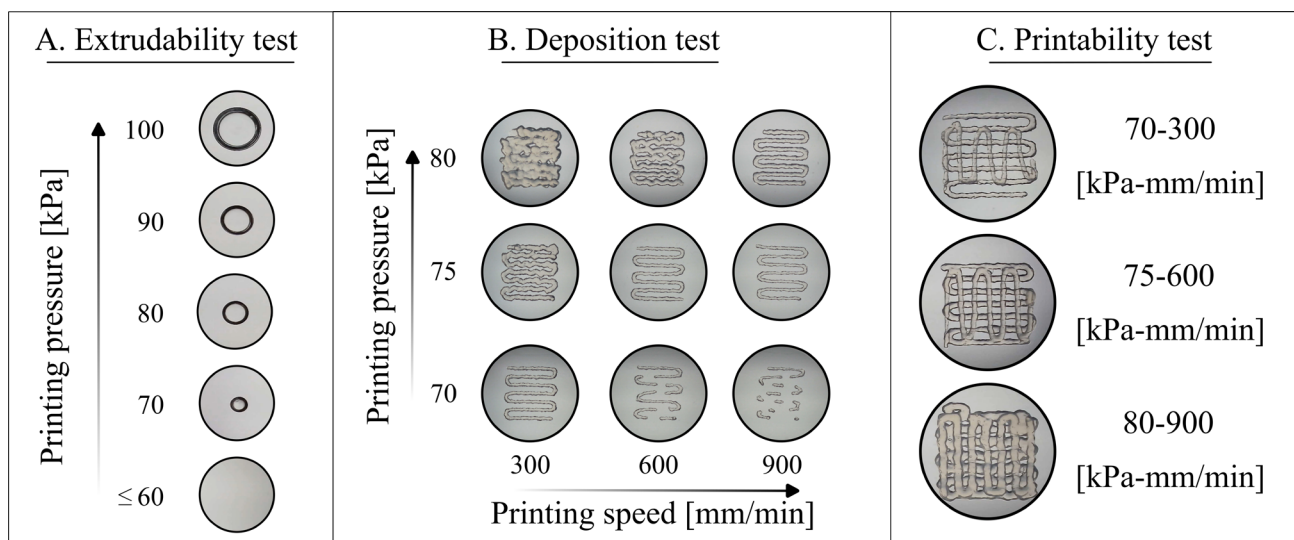 A. Extrudability test
Printing pressure [kPa]
100
90
80
70
≤ 60
B. Deposition test
Printing pressure [kPa]
80
75
70
300 600 900
Printing speed [mm/min]
C. Printability test
70-300
[kPa-mm/min]
75-600
[kPa-mm/min]
80-900
[kPa-mm/min]